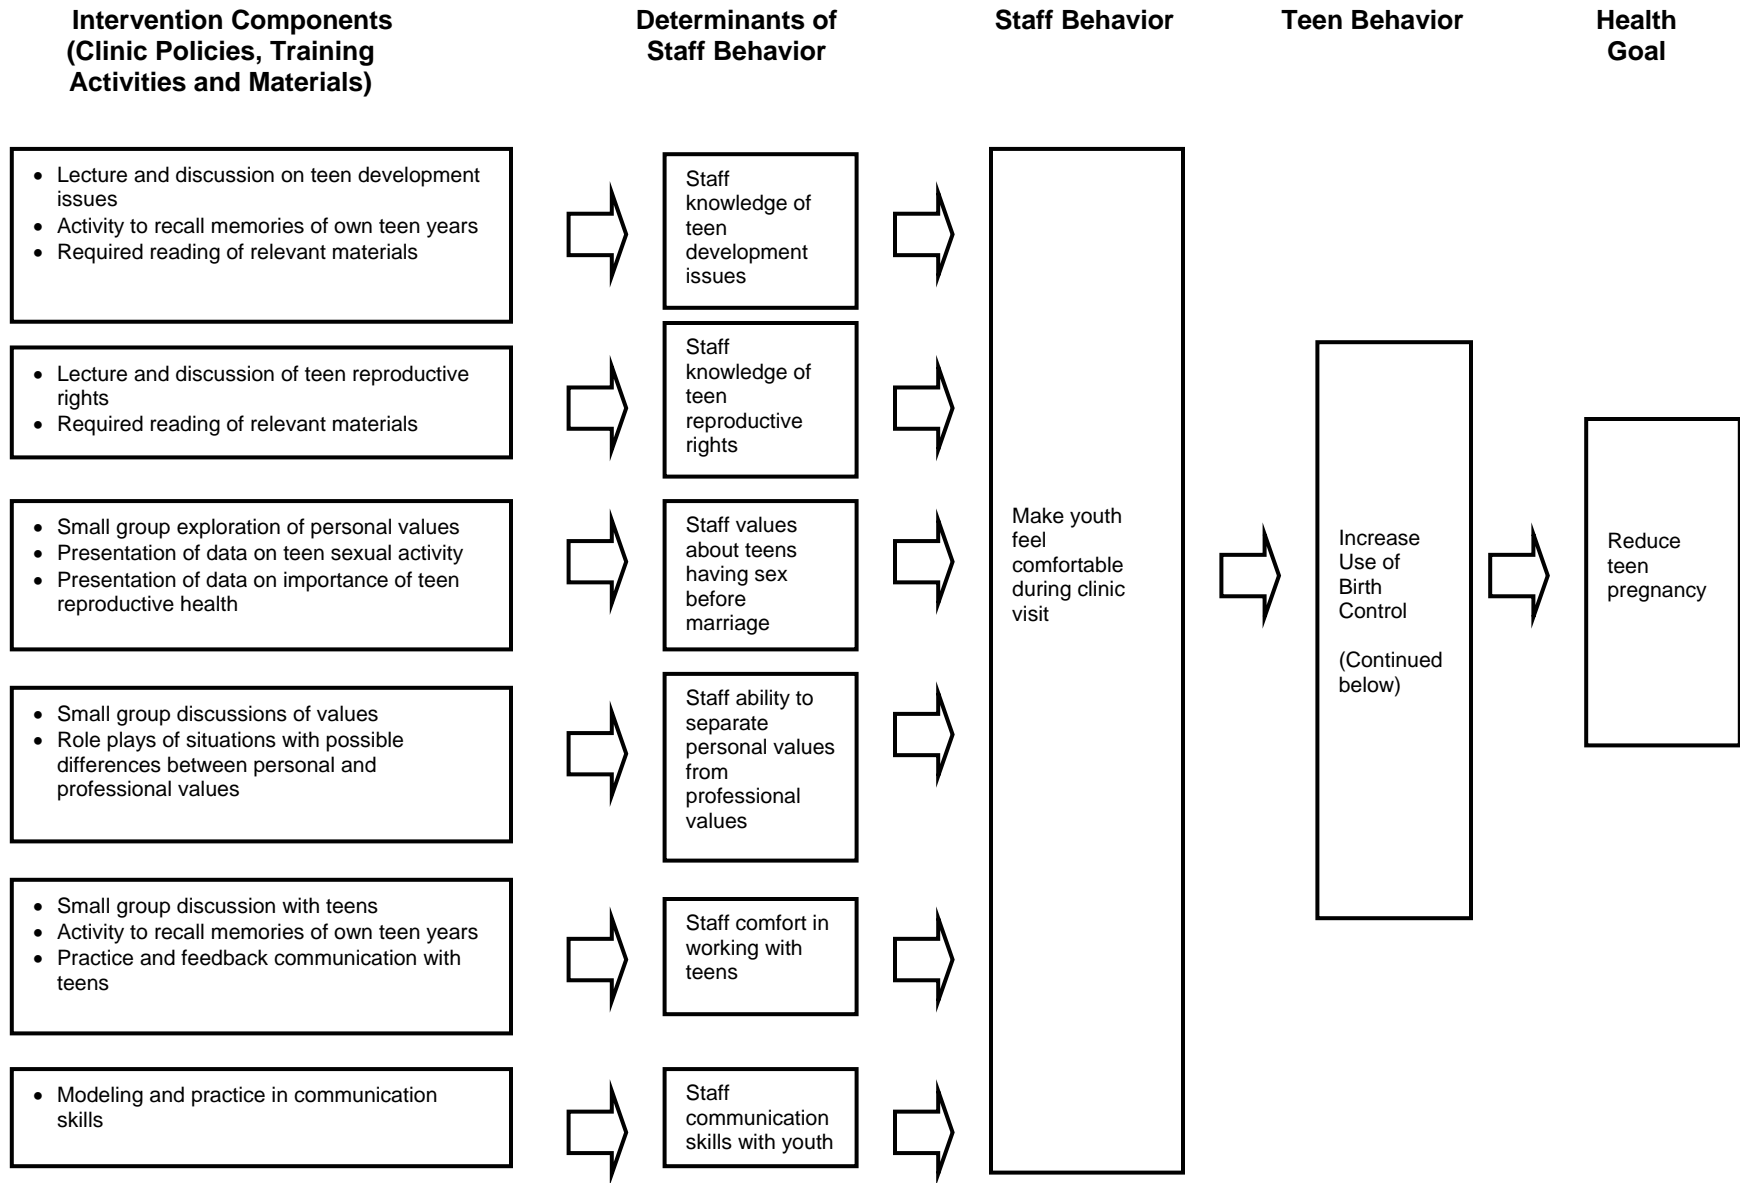 Intervention Components
(Clinic Policies, Training
Activities and Materials)
Determinants of
Staff Behavior
Staff Behavior
Teen Behavior
Health
Goal
• Lecture and discussion on teen development
issues
• Activity to recall memories of own teen years
• Required reading of relevant materials
Staff
knowledge of
teen
development
issues
• Lecture and discussion of teen reproductive
rights
• Required reading of relevant materials
Staff
knowledge of
teen
reproductive
rights
• Small group exploration of personal values
• Presentation of data on teen sexual activity
• Presentation of data on importance of teen
reproductive health
Staff values
about teens
having sex
before
marriage
• Small group discussions of values
• Role plays of situations with possible
differences between personal and
professional values
Staff ability to
separate
personal values
from
professional
values
• Small group discussion with teens
• Activity to recall memories of own teen years
• Practice and feedback communication with
teens
Staff comfort in
working with
teens
• Modeling and practice in communication
skills
Staff
communication
skills with youth
Make youth
feel
comfortable
during clinic
visit
Increase
Use of
Birth
Control
(Continued
below)
Reduce
teen
pregnancy